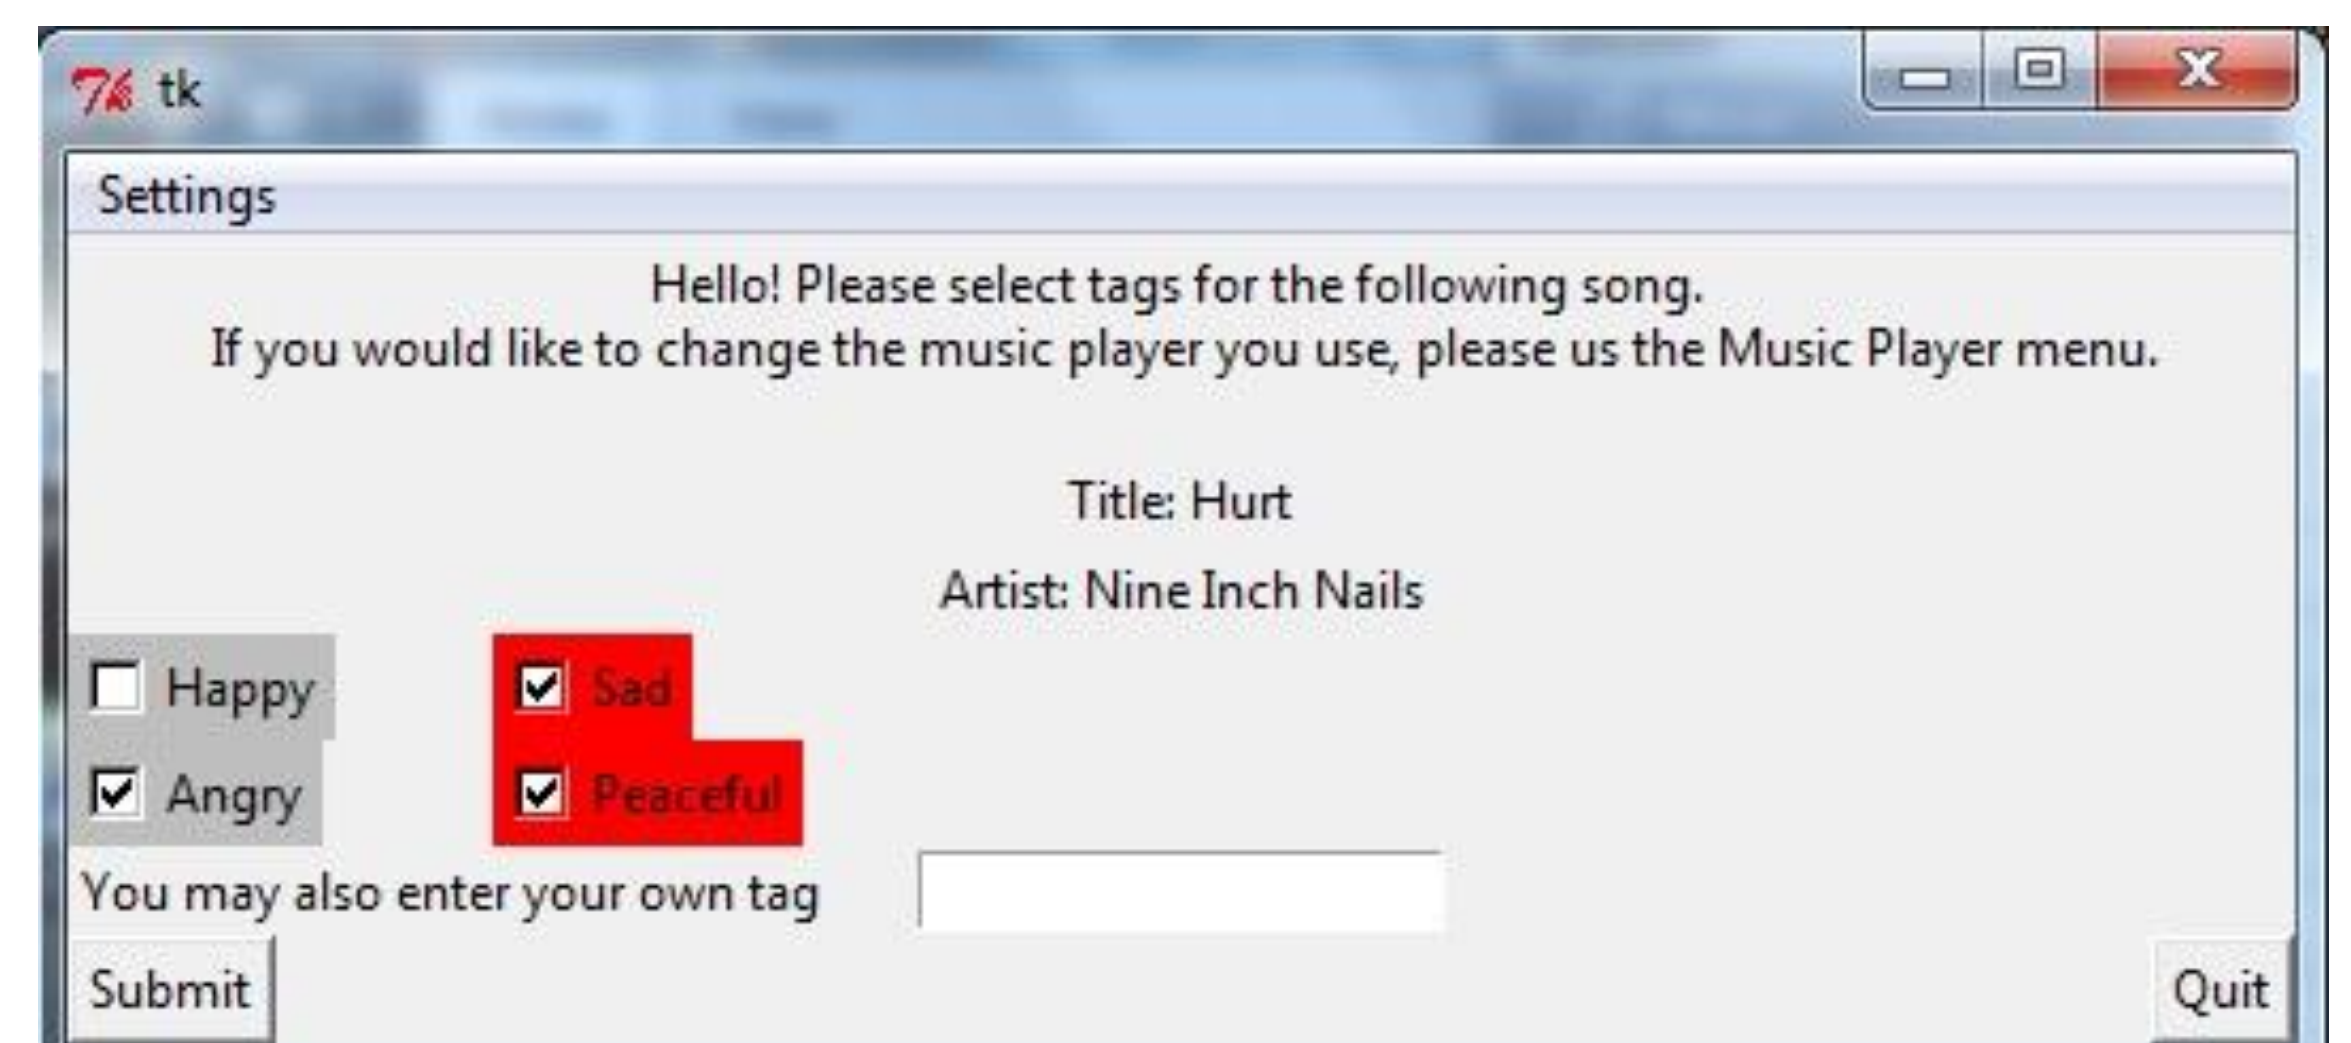 tk
Settings
Hello! Please select tags for the following song.
If you would like to change the music player you use, please us the Music Player menu.
Title: Hurt
Artist: Nine Inch Nails
Happy Sad
Angry Peaceful
You may also enter your own tag
Submit Quit